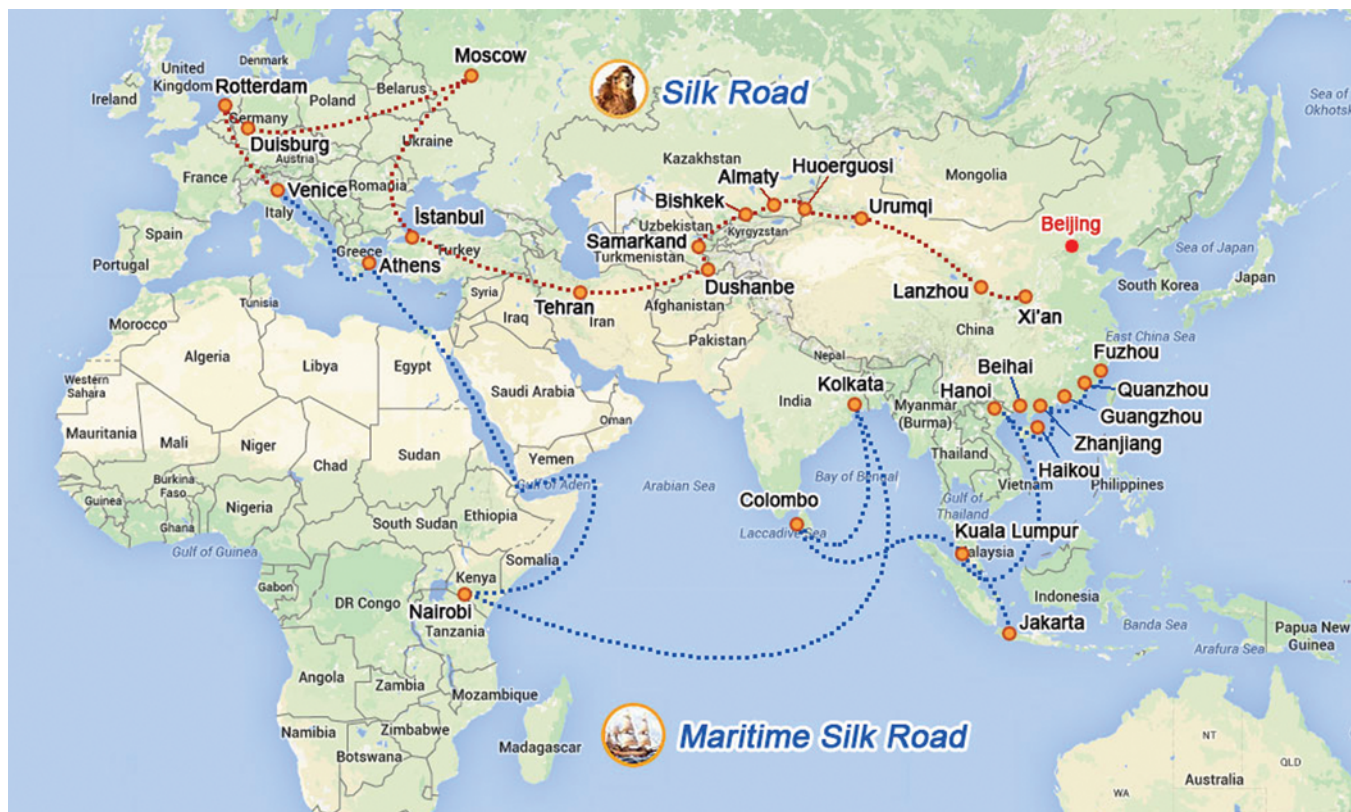 Moscow
Denmark
United
Kingdom
Rotterdam
Silk Road
Sea of
Okhotsk
Ireland
Poland
Belarus
Germany
Duisburg
Ukraine
Austria
Kazakhstan
Huoerguosi
Almaty
Mongolia
France
Venice
Romania
Bishkek
Urumqi
Italy
İstanbul
Uzbekistan
Kyrgyzstan
Beijing
Spain
Samarkand
Sea of Japan
Portugal
Greece
Turkey
Turkmenistan
Athens
Dushanbe
Japan
Tunisia
Syria
Tehran
Afghanistan
Lanzhou
South Korea
Morocco
Iraq
Iran
Xi'an
China
Pakistan
East China Sea
Algeria
Libya
Egypt
Nepal
Fuzhou
Western
Sahara
Saudi Arabia
Kolkata
Hanoi
Beihai
Quanzhou
India
Myanmar
(Burma)
Guangzhou
Oman
Mauritania
Mali
Niger
Chad
Sudan
Yemen
Thailand
Zhanjiang
Haikou
Burkina
Faso
Gulf of Aden
Arabian Sea
Bay of Bengal
Vietnam
Philippines
Guinea
Nigeria
Colombo
Gulf of
Thailand
Ghana
South Sudan
Ethiopia
Laccadive Sea
Kuala Lumpur
Gulf of Guinea
Somalia
Malaysia
Gabon
Kenya
DR Congo
Indonesia
Nairobi
Tanzania
Jakarta
Banda Sea
Papua New
Guinea
Arafura Sea
Angola
Zambia
Mozambique
Namibia
Zimbabwe
Maritime Silk Road
Botswana
Madagascar
NT
QLD
Australia
WA